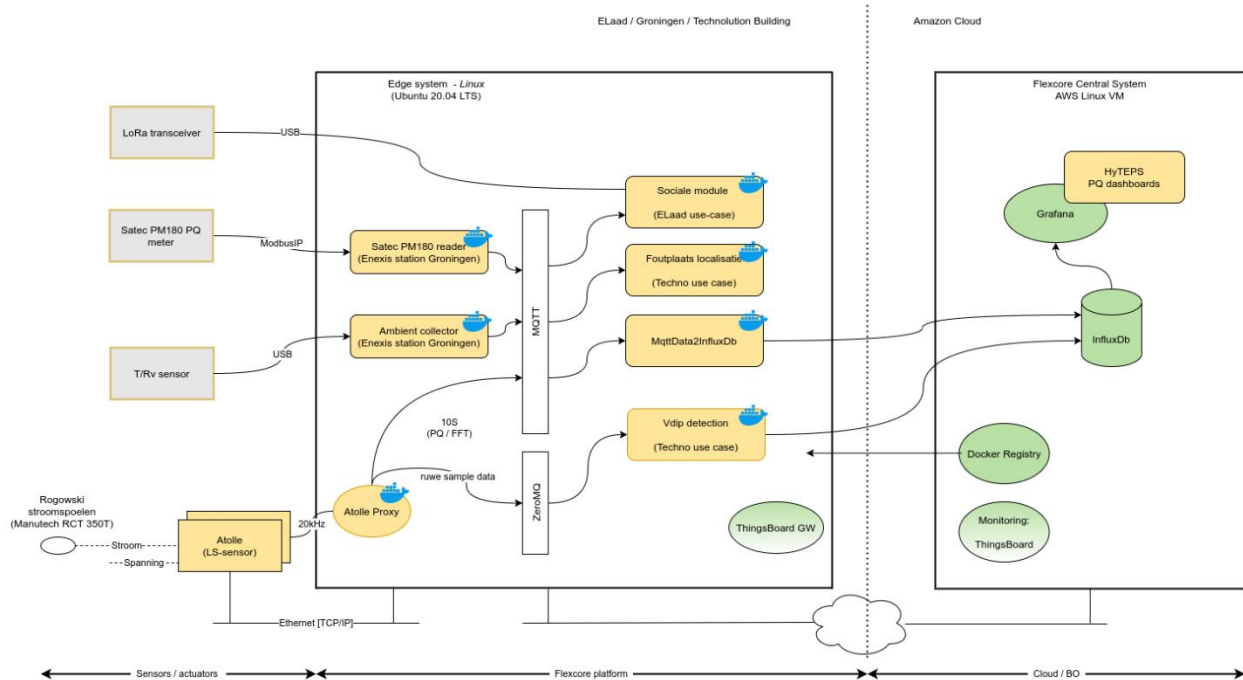 ELaad / Groningen / Technolution Building
Amazon Cloud
Edge system - Linux
(Ubuntu 20.04 LTS)
Flexcore Central System
AWS Linux VM
LoRa transceiver
USB
Sociale module
(ELaad use-case)
HyTEPS
PQ dashboards
Grafana
Satec PM180 PQ
meter
ModbusIP
Satec PM180 reader
(Enexis station Groningen)
MQTT
Foutplaats localisatie
(Techno use case)
Ambient collector
(Enexis station Groningen)
MqttData2InfluxDb
InfluxDb
T/Rv sensor
USB
10S
(PQ / FFT)
Vdip detection
(Techno use case)
ruwe sample data
ZeroMQ
Docker Registry
Rogowski
stroomspoelen
(Manutech RCT 350T)
Atolle
(LS-sensor)
20kHz
Atolle Proxy
ThingsBoard GW
Monitoring:
ThingsBoard
Stroom
Spanning
Ethernet [TCP/IP]
Sensors / actuators
Flexcore platform
Cloud / BO